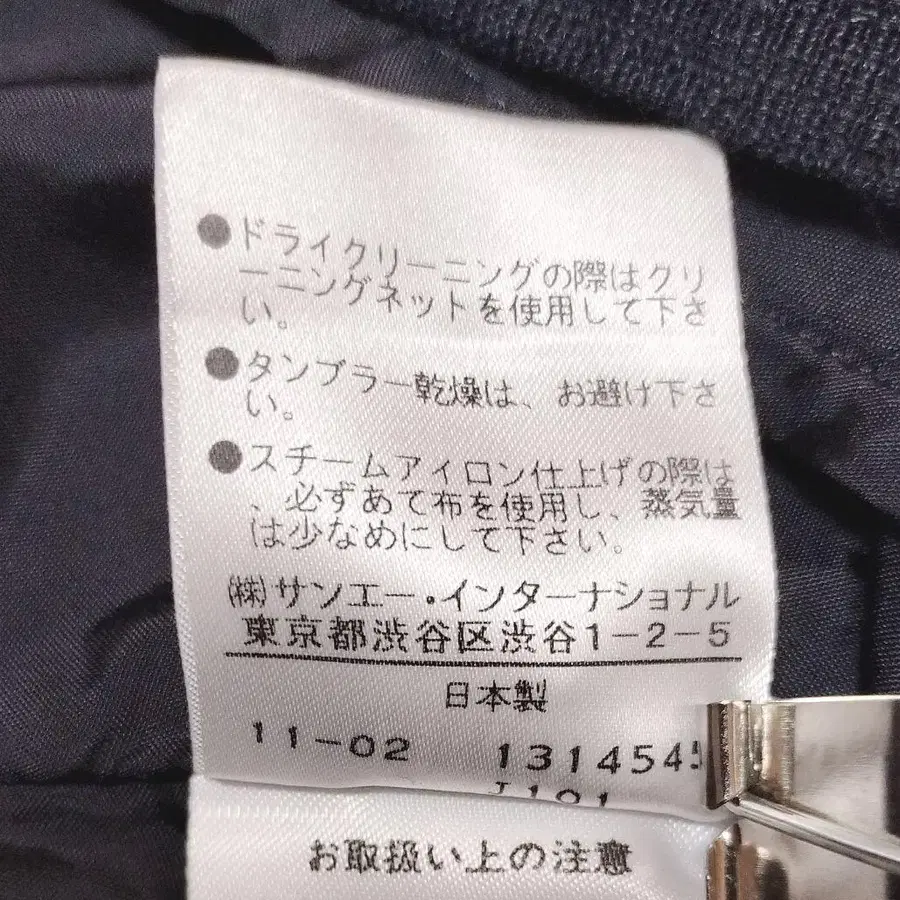 ●ドライクリーニングの際はクリ
ーニングネットを使用して下さ
い。
●タンブラー乾燥は、お避け下さ
い。
●スチームアイロン仕上げの際は
、必ずあて布を使用し、蒸気量
は少なめにして下さい。
㈱サンエー・インターナショナル
東京都渋谷区渋谷1-2-5
日本製
11-02 1314545
J101
お取扱い上の注意